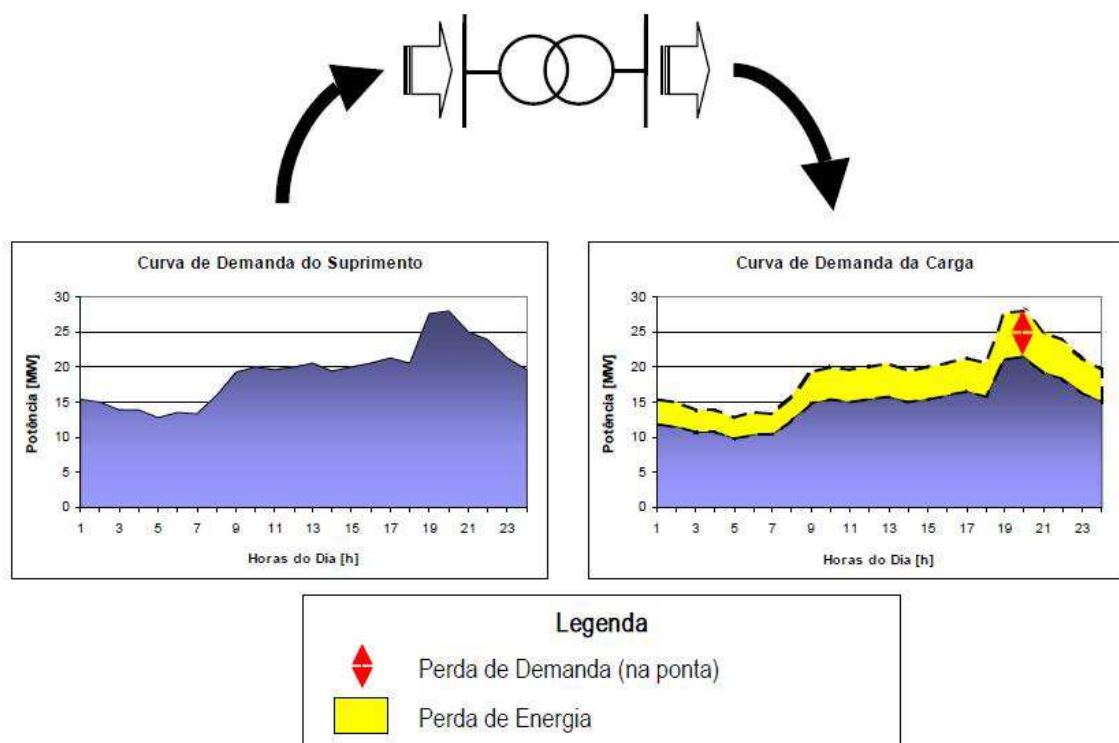 Curva de Demanda do Suprimento
Potência [MW]
30
25
20
15
10
5
0
1 3 5 7 9 11 13 15 17 19 21 23
Horas do Dia [h]
Curva de Demanda da Carga
Potência [MW]
30
25
20
15
10
5
0
1 3 5 7 9 11 13 15 17 19 21 23
Horas do Dia [h]
Legenda
Perda de Demanda (na ponta)
Perda de Energia